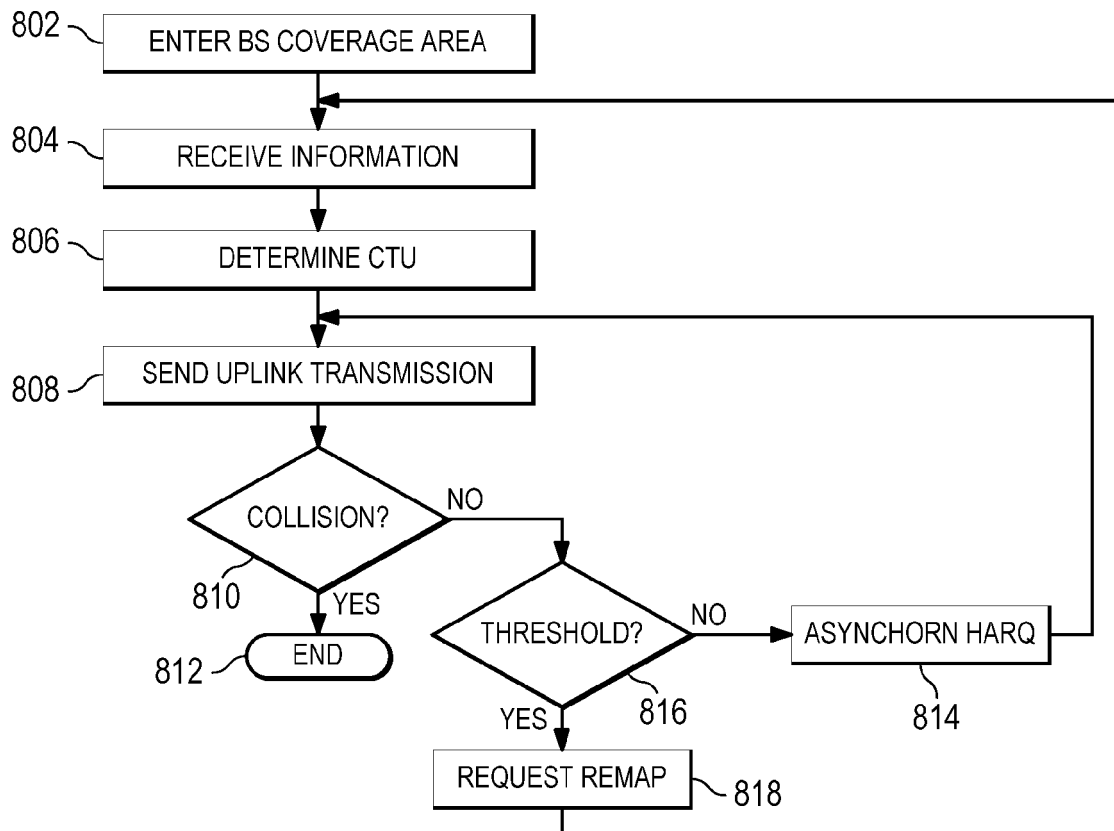 802
ENTER BS COVERAGE AREA
804
RECEIVE INFORMATION
806
DETERMINE CTU
808
SEND UPLINK TRANSMISSION
COLLISION?
NO
810
YES
THRESHOLD?
NO
ASYNCHORN HARQ
812
END
816
814
YES
REQUEST REMAP
818